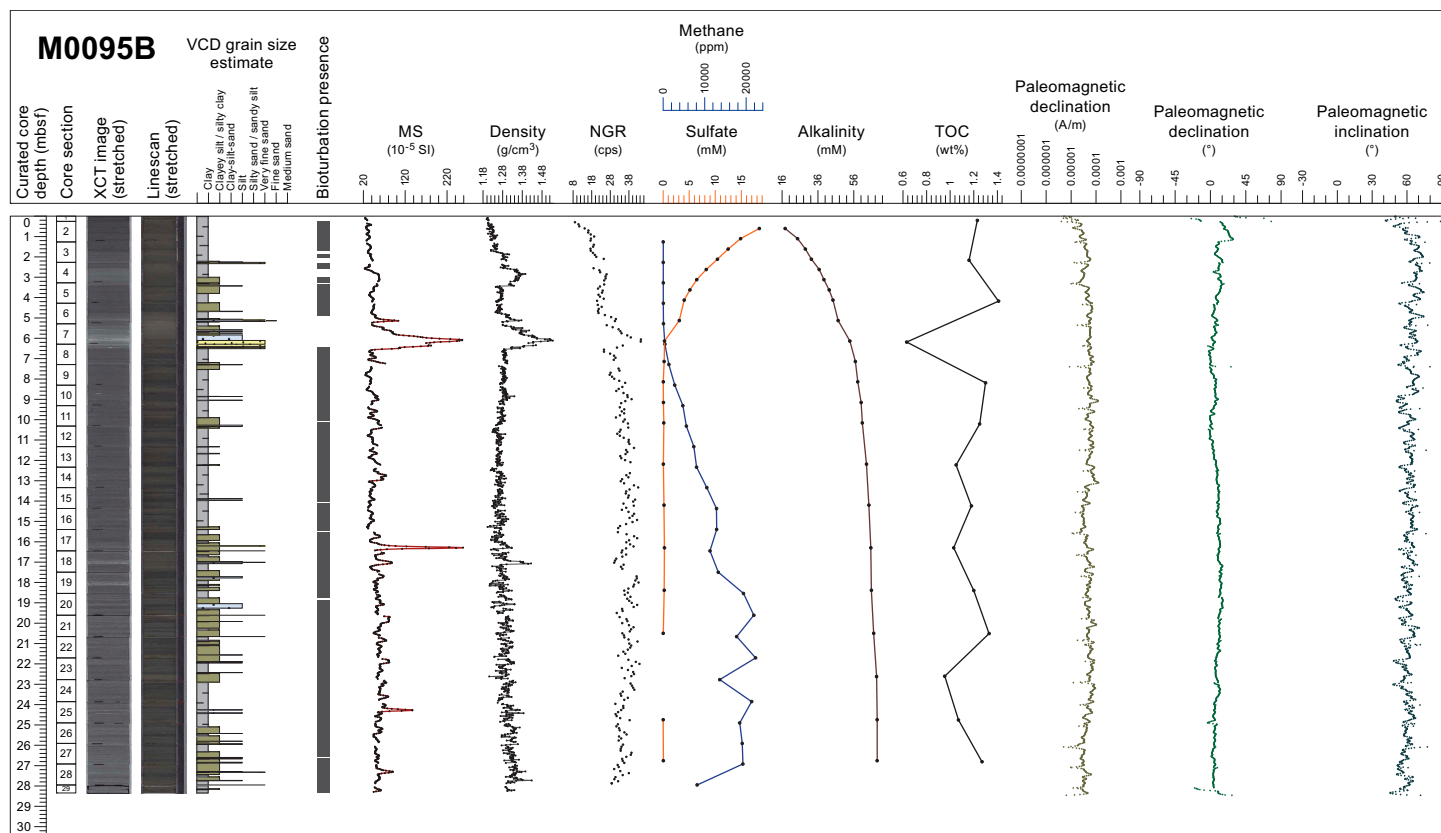 M0095B
Curated core
depth (mbsf)
Core section
XCT image
(stretched)
Linescan
(stretched)
VCD grain size
estimate
Clay
Clayey silt / silty clay
Clay-silt-sand
Silt
Silty sand / sandy silt
Very fine sand
Fine sand
Medium sand
Bioturbation presence
MS
(10-5 SI)
20 120 220
Density
(g/cm3)
1.18 1.28 1.38 1.48
NGR
(cps)
8 18 28 38
Methane
(ppm)
0 10000 20000
Sulfate
(mM)
0 5 10 15
Alkalinity
(mM)
16 36 56
TOC
(wt%)
0.6 0.8 1 1.2 1.4
Paleomagnetic
declination
(A/m)
0.0000001 0.000001 0.00001 0.0001 0.001
Paleomagnetic
declination
(°)
-90 -45 0 45 90
Paleomagnetic
inclination
(°)
-30 0 30 60 90
0
1
2
3
4
5
6
7
8
9
10
11
12
13
14
15
16
17
18
19
20
21
22
23
24
25
26
27
28
29
30
2
3
4
5
6
7
8
9
10
11
12
13
14
15
16
17
18
19
20
21
22
23
24
25
26
27
28
29